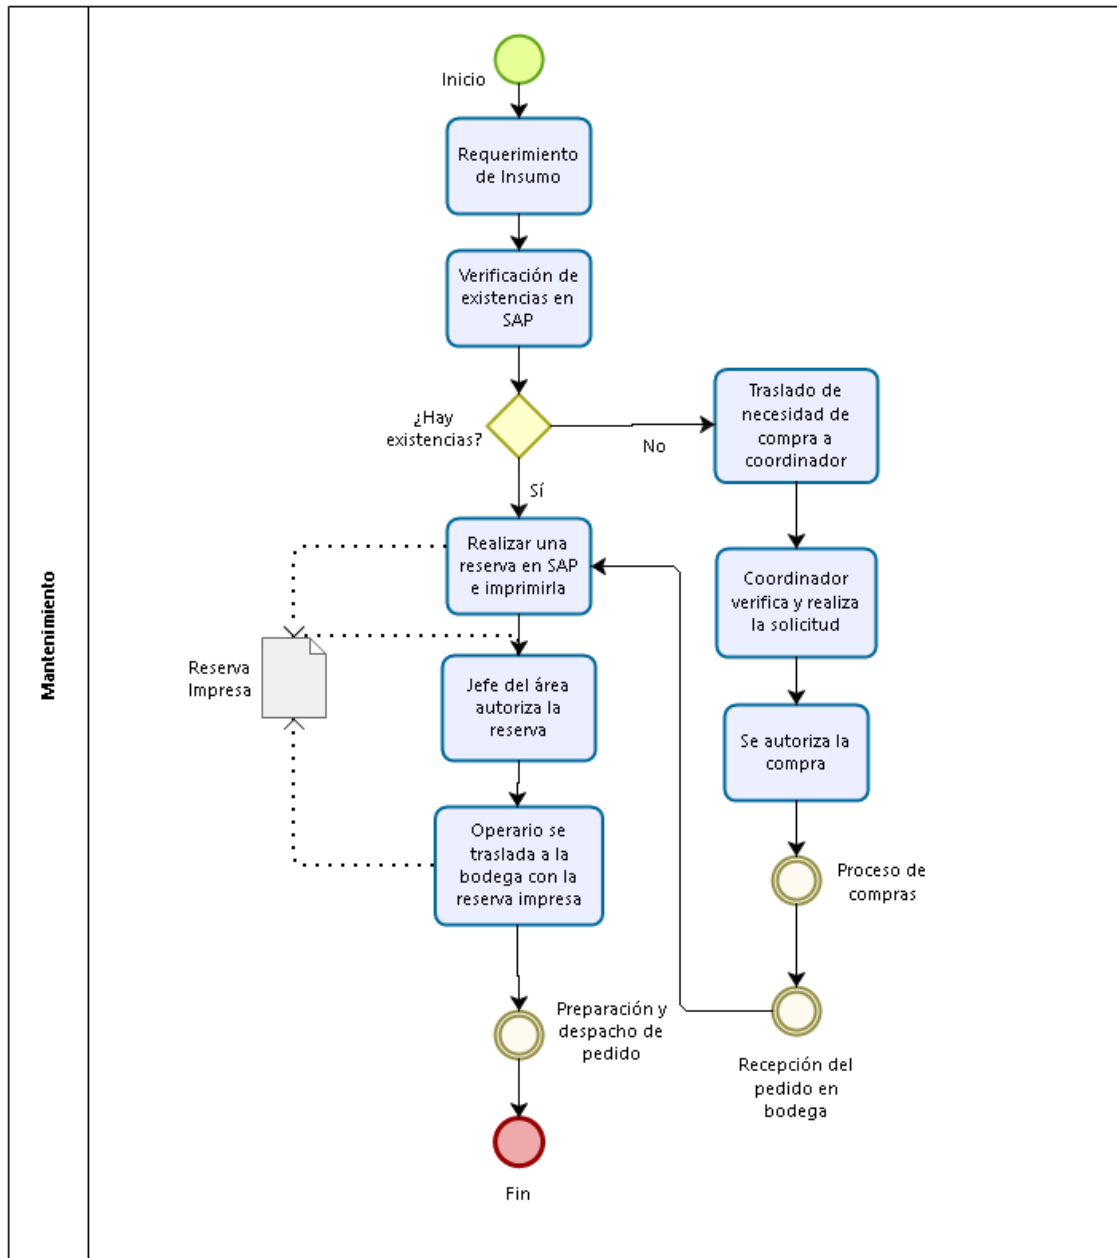 Mantenimiento
Inicio
Requerimiento
de Insumo
Verificación de
existencias en
SAP
¿Hay
existencias?
No
Traslado de
necesidad de
compra a
coordinador
Sí
Realizar una
reserva en SAP
e imprimirla
Coordinador
verifica y realiza
la solicitud
Reserva
Impresa
Jefe del área
autoriza la
reserva
Se autoriza la
compra
Operario se
traslada a la
bodega con la
reserva impresa
Proceso de
compras
Preparación y
despacho de
pedido
Recepción del
pedido en
bodega
Fin